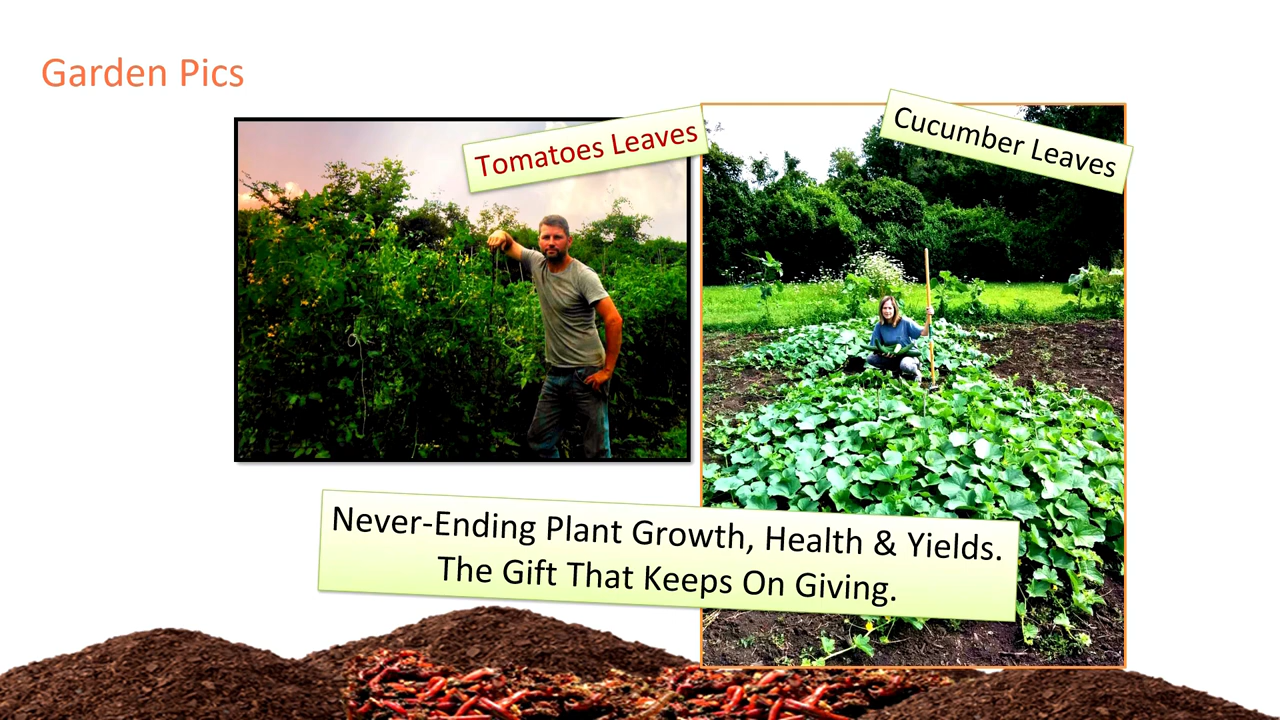 Garden Pics
Tomatoes Leaves
Cucumber Leaves
Never-Ending Plant Growth, Health & Yields.
The Gift That Keeps On Giving.